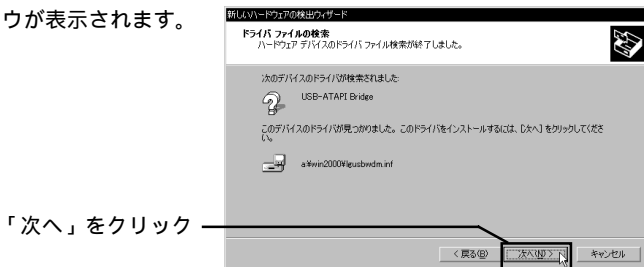 ウが表示されます。
新しいハードウェアの検出ウィザード
ドライバ ファイルの検索
ハードウェア デバイスのドライバ ファイル検索が終了しました。
次のデバイスのドライバが検索されました:
USB-ATAPI Bridge
このデバイスのドライバが見つかりました。このドライバをインストールするには、[次へ] をクリックしてくださ
い。
a:¥win2000¥lgusbwdm.inf
「次へ」をクリック
< 戻る(B) 次へ(N) > キャンセル